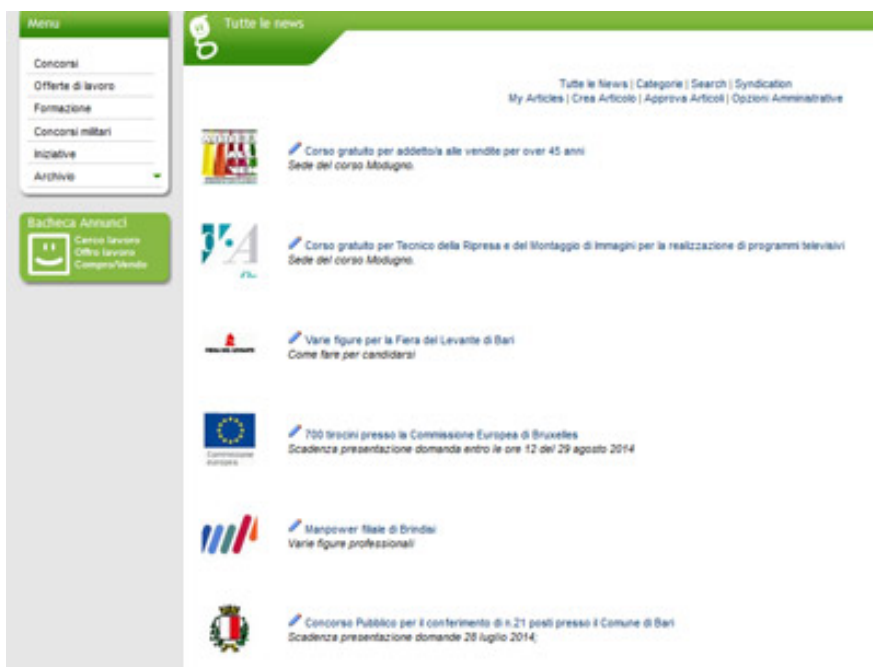 Menu
Concorsi
Offerte di lavoro
Formazione
Concorsi militari
Iniziative
Archivio
Bacheca Annunci
Cerco lavoro
Offro lavoro
Compro/Vendo
Tutte le news
Tutte le News | Categorie | Search | Syndication
My Articles | Crea Articolo | Approva Articoli | Opzioni Amministrative
Corso gratuito per addetto/a alle vendite per over 45 anni
Sede del corso Modugno.
Corso gratuito per Tecnico della Ripresa e del Montaggio di Immagini per la realizzazione di programmi televisivi
Sede del corso Modugno.
Varie figure per la Fiera del Levante di Bari
Come fare per candidarsi
Commissione
europea
700 tirocini presso la Commissione Europea di Bruxelles
Scadenza presentazione domanda entro le ore 12 del 29 agosto 2014
Manpower filiale di Brindisi
Varie figure professionali
Concorso Pubblico per il conferimento di n.21 posti presso il Comune di Bari
Scadenza presentazione domande 28 luglio 2014;